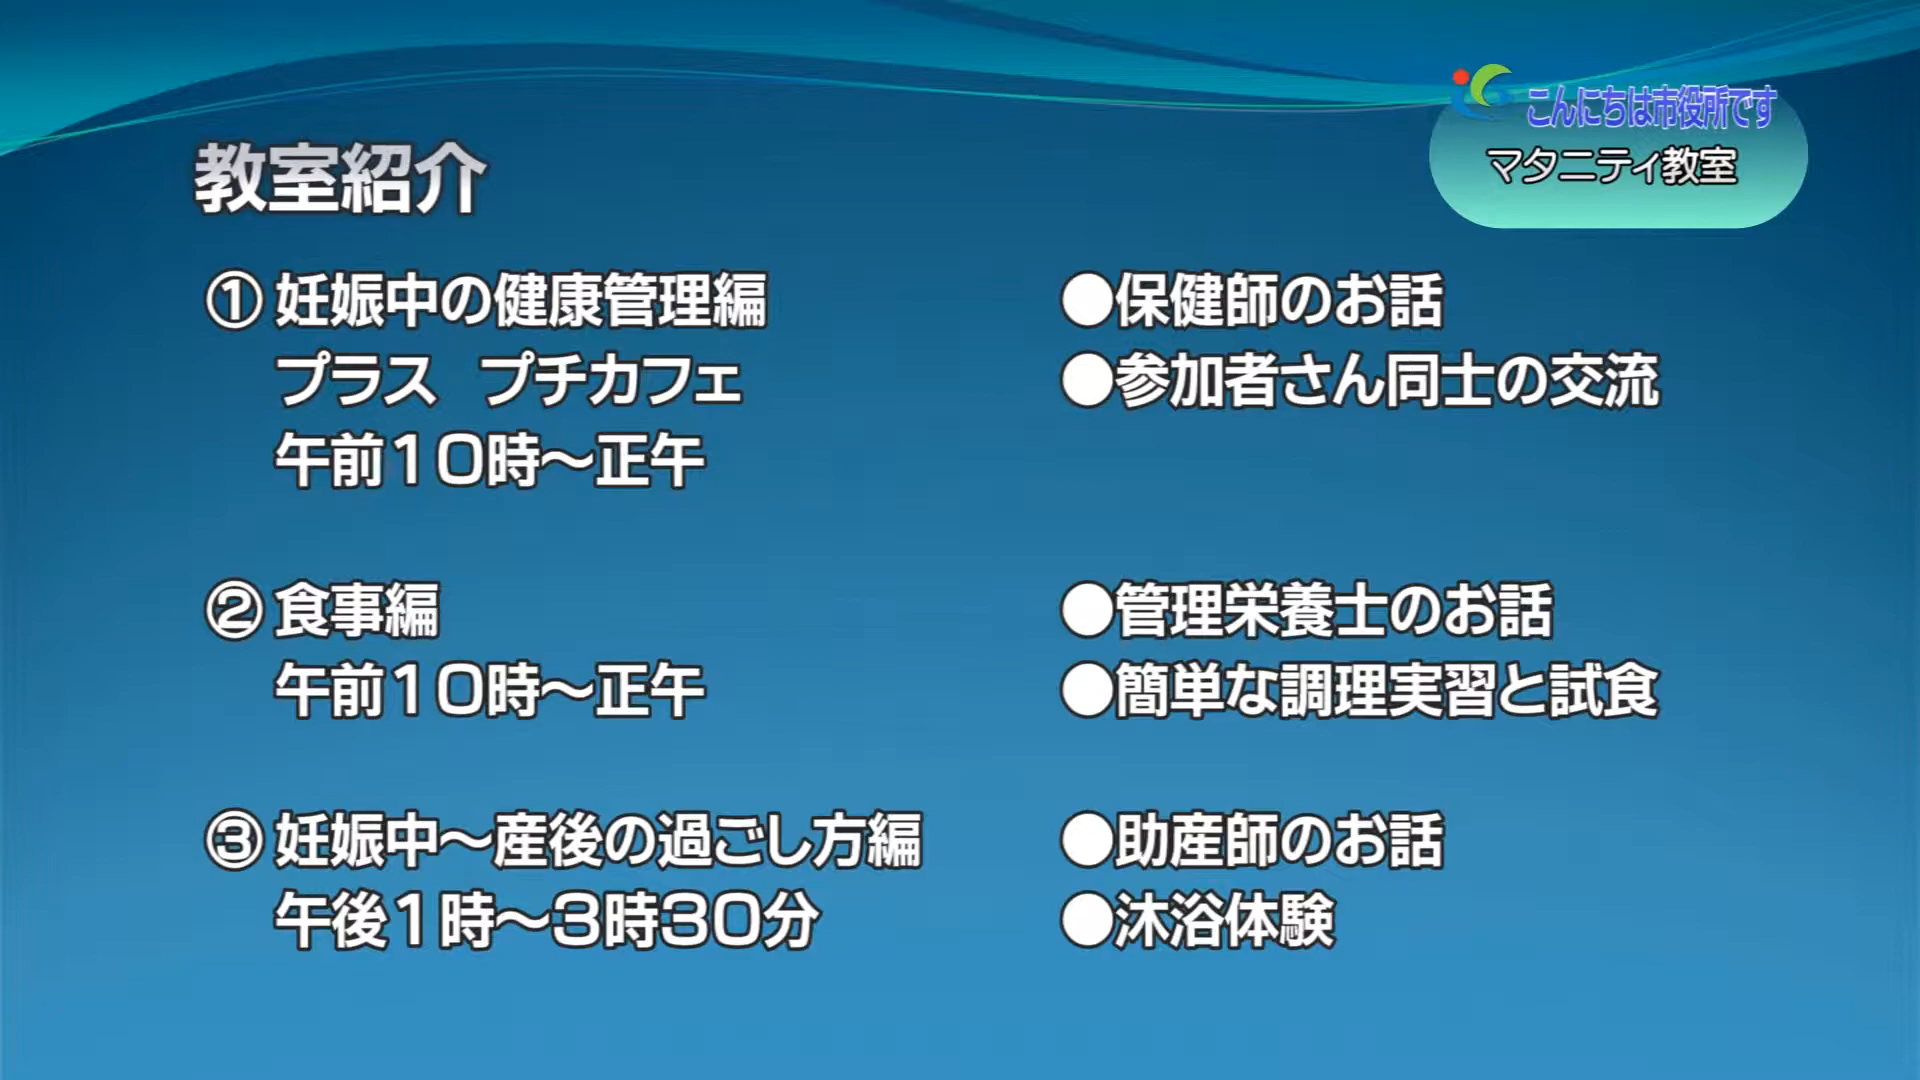 こんにちは市役所です
マタニティ教室
教室紹介
① 妊娠中の健康管理編
プラス　プチカフェ
午前１０時～正午
●保健師のお話
●参加者さん同士の交流
② 食事編
午前１０時～正午
●管理栄養士のお話
●簡単な調理実習と試食
③ 妊娠中～産後の過ごし方編
午後１時～３時３０分
●助産師のお話
●沐浴体験